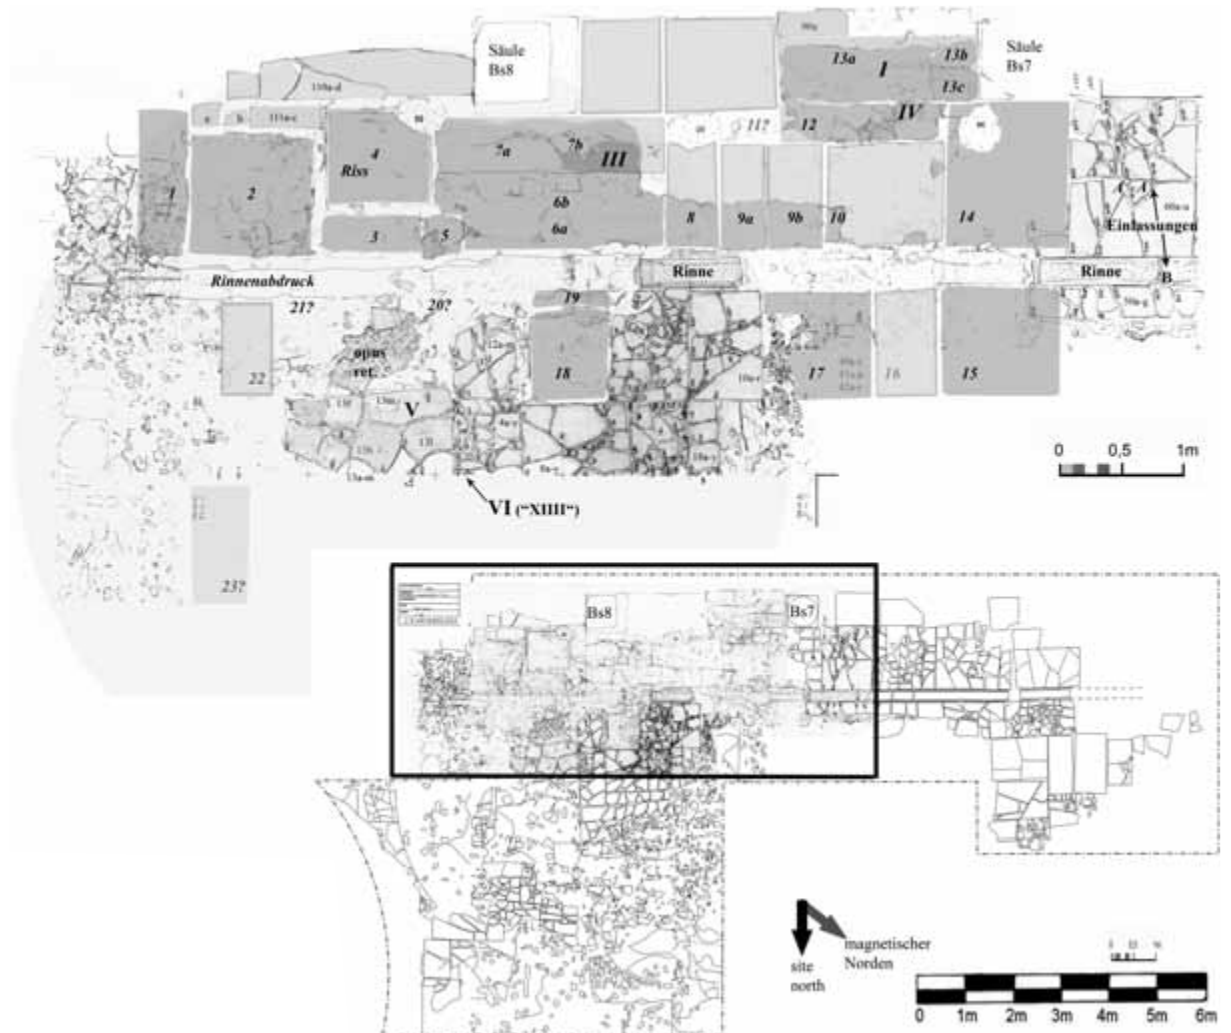 Säule
Bs8
13a
I
13b
13c
Säule
Bs7
110a-d
a
b
111a-c
m
4
Riss
7a
7b
III
m
11?
12
IV
m
1
2
6b
6a
3
5
8
9a
9b
10
14
A
A
60a-u
Einlassungen
Rinnenabdruck
Rinne
Rinne
B
21?
20?
19
opus
ret.
22
18
17
16
15
V
0
0,5
1m
VI ("XIIII")
23?
Bs8
Bs7
site
north
magnetischer
Norden
0
1m
2m
3m
4m
5m
6m